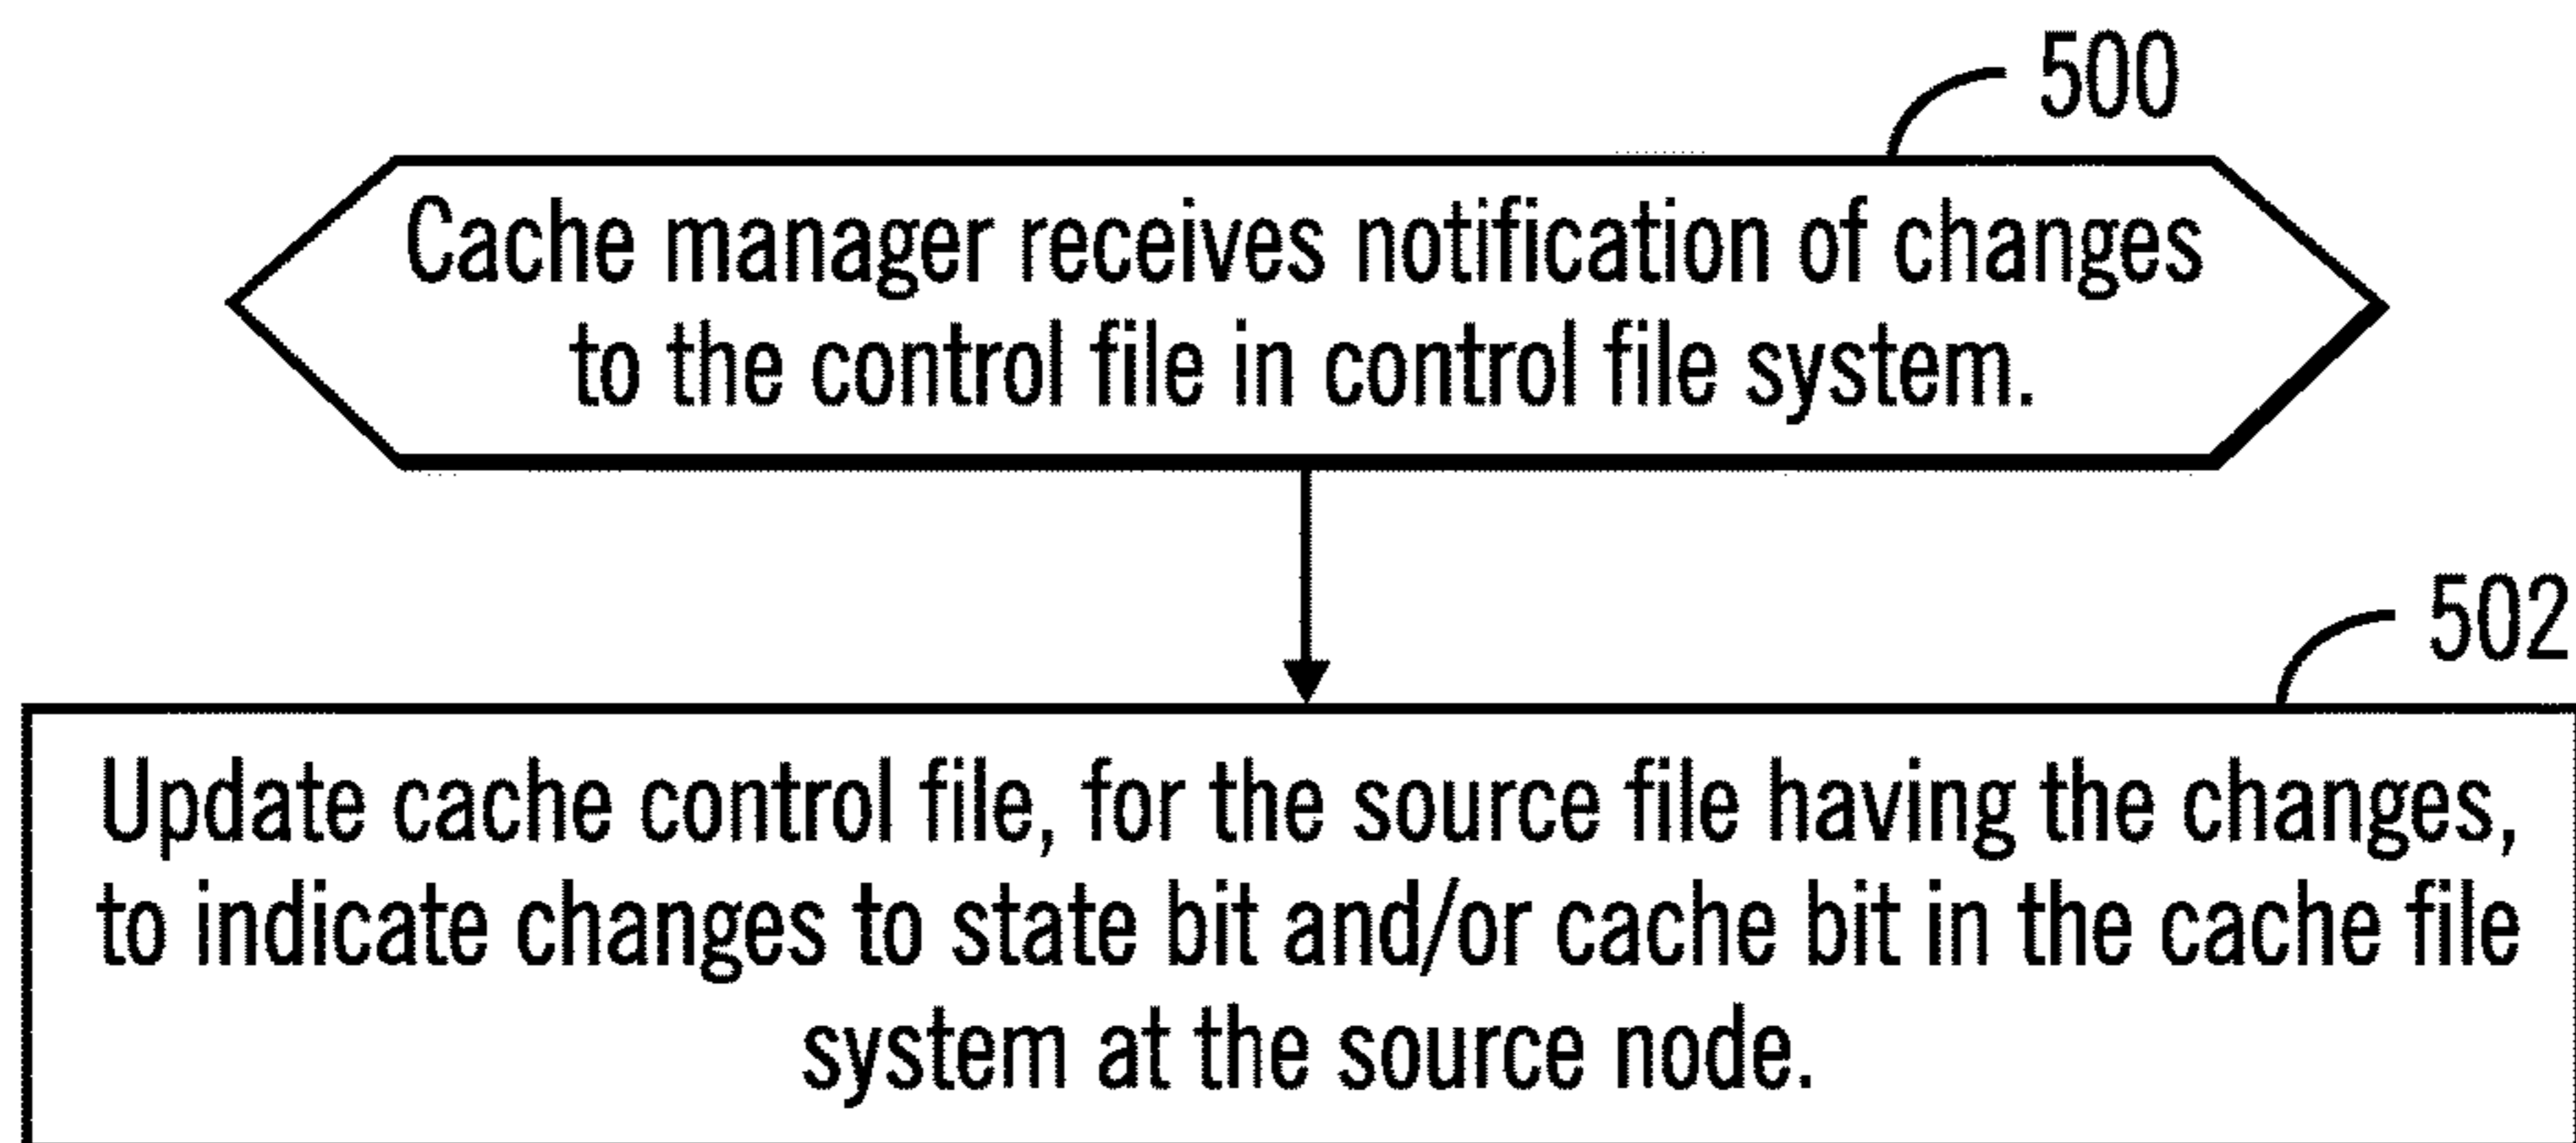 500
Cache manager receives notification of changes
to the control file in control file system.
502
Update cache control file, for the source file having the changes,
to indicate changes to state bit and/or cache bit in the cache file
system at the source node.